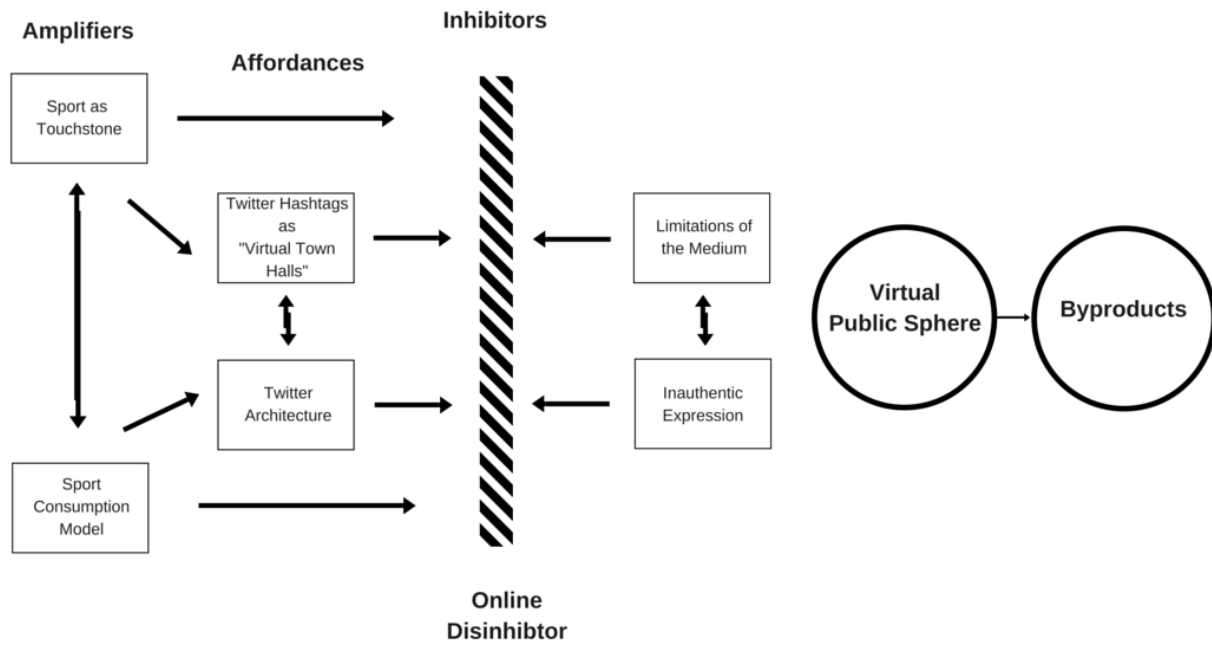 Amplifiers
Affordances
Inhibitors
Sport as
Touchstone
Twitter Hashtags
as
"Virtual Town
Halls"
Limitations of
the Medium
Virtual
Public Sphere
Byproducts
Twitter
Architecture
Inauthentic
Expression
Sport
Consumption
Model
Online
Disinhibtor